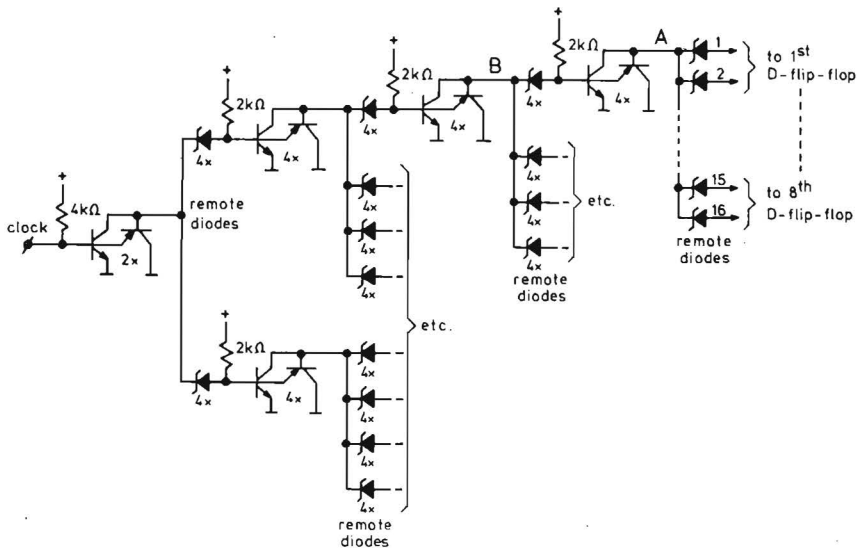 +
2kΩ
A
1
to 1st
D-flip-flop
+
2kΩ
B
2
4x
4x
+
2kΩ
4x
4x
4x
4x
4x
4x
4x
15
to 8th
D-flip-flop
+
4kΩ
remote
diodes
4x
4x
etc.
16
clock
4x
4x
remote
diodes
2x
4x
remote
diodes
+
etc.
2kΩ
4x
4x
4x
4x
4x
4x
remote
diodes